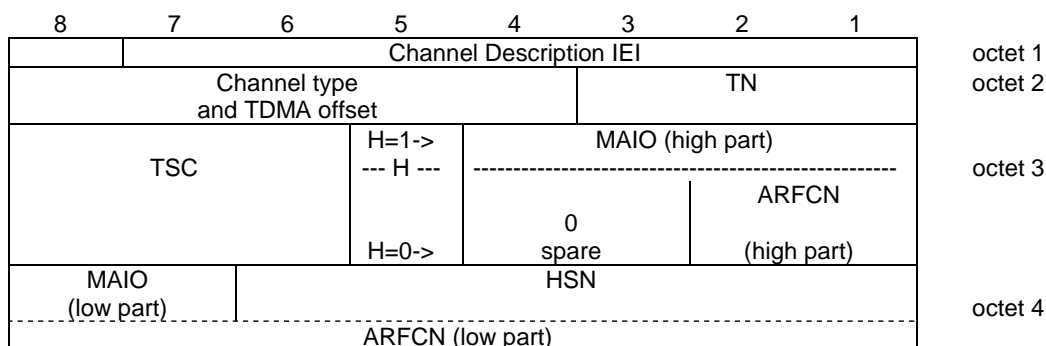 8 7 6 5 4 3 2 1
Channel Description IEI octet 1
Channel type TN octet 2
and TDMA offset
H=1-> MAIO (high part)
TSC --- H --- ------------------------------------------------------ octet 3
ARFCN
0
H=0-> spare (high part)
MAIO HSN
(low part) octet 4
ARFCN (low part)